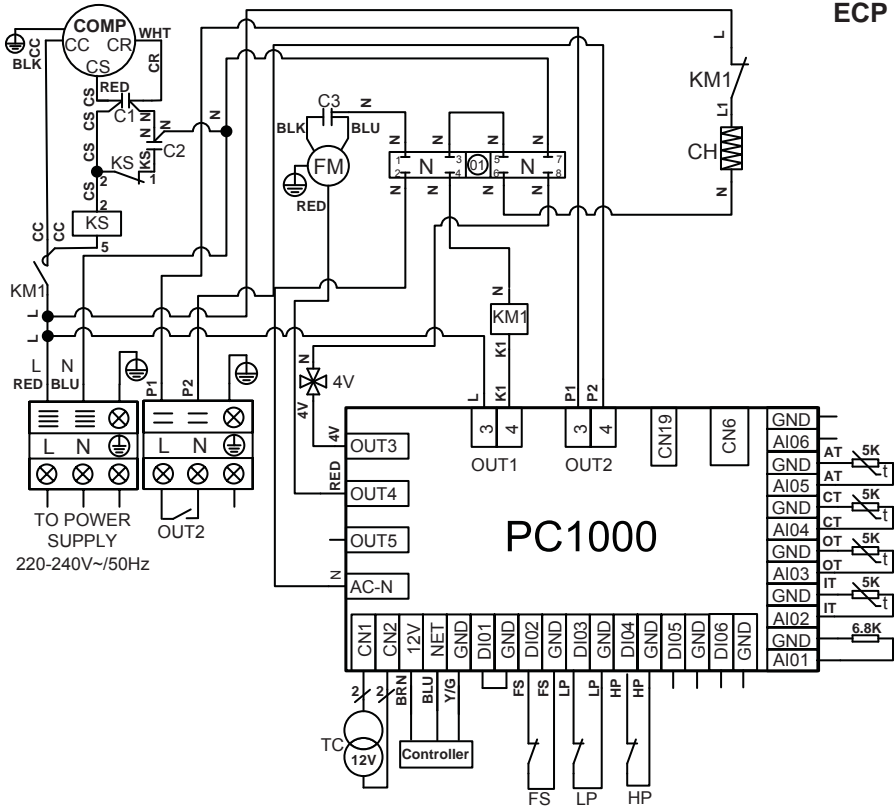 ECP
COMP
CC CR WHT
CC
BLK
CS
CR
RED
CS CS
C1
N N N N
C2
CS
KS KS
2 1
CS
2
KS
5
CC CC
KM1
L
L
L N
RED BLU
P1 P2
L N
L N
TO POWER
SUPPLY
220-240V~/50Hz
OUT2
C3 N
BLK BLU
FM
RED
N N N N
1 3 5 7
N 01 N
2 4 6 8
N N N N
L
KM1
L1
CH
N
N
KM1
K1
N
4V
4V
L K1 P1 P2
3 4 3 4
OUT1 OUT2
CN19
CN6
4V
OUT3
RED
OUT4
OUT5
N
AC-N
PC1000
GND
AI06
GND AT 5K
AI05 AT t
GND CT 5K
AI04 CT t
GND OT 5K
AI03 OT t
GND IT 5K
AI02 IT t
GND 6.8K
AI01
CN1 CN2 12V NET GND DI01 GND DI02 GND DI03 GND DI04 GND DI05 GND DI06 GND
2 2 BRN BLU Y/G FS FS LP LP HP HP
TC
12V
Controller
FS LP HP